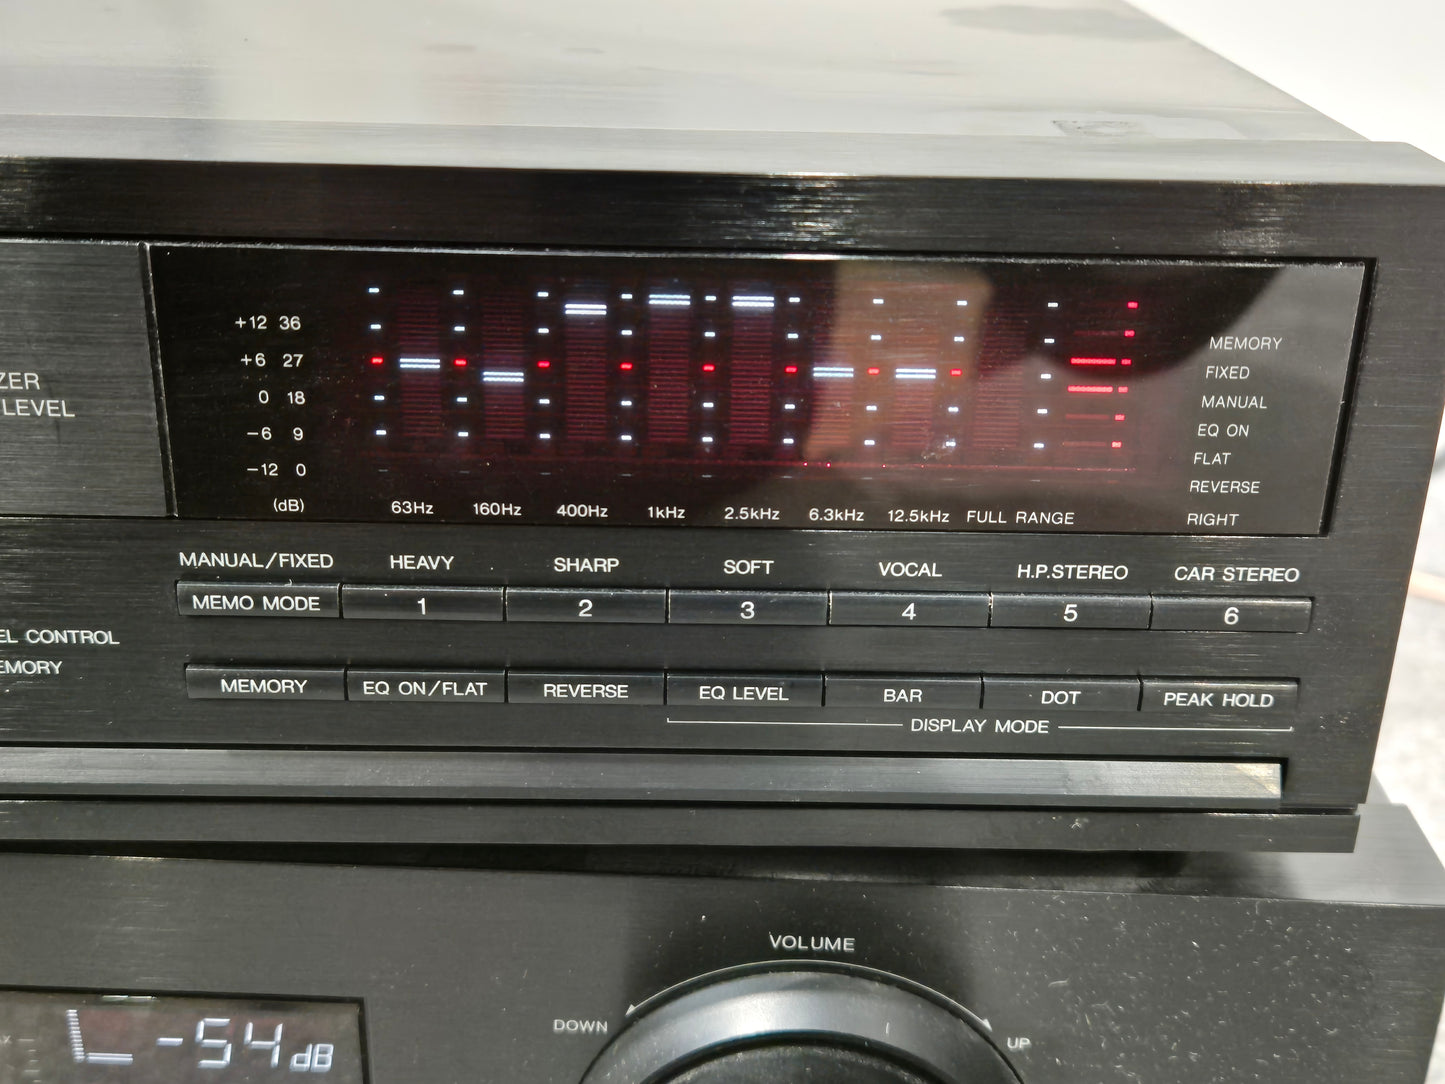 +12 36
+6 27
0 18
-6 9
-12 0
(dB)
ZER
LEVEL
63Hz 160Hz 400Hz 1kHz 2.5kHz 6.3kHz 12.5kHz FULL RANGE
MEMORY
FIXED
MANUAL
EQ ON
FLAT
REVERSE
RIGHT
MANUAL/FIXED HEAVY SHARP SOFT VOCAL H.P.STEREO CAR STEREO
MEMO MODE 1 2 3 4 5 6
EL CONTROL
EMORY
MEMORY EQ ON/FLAT REVERSE EQ LEVEL BAR DOT PEAK HOLD
DISPLAY MODE
VOLUME
DOWN UP
L -54 dB